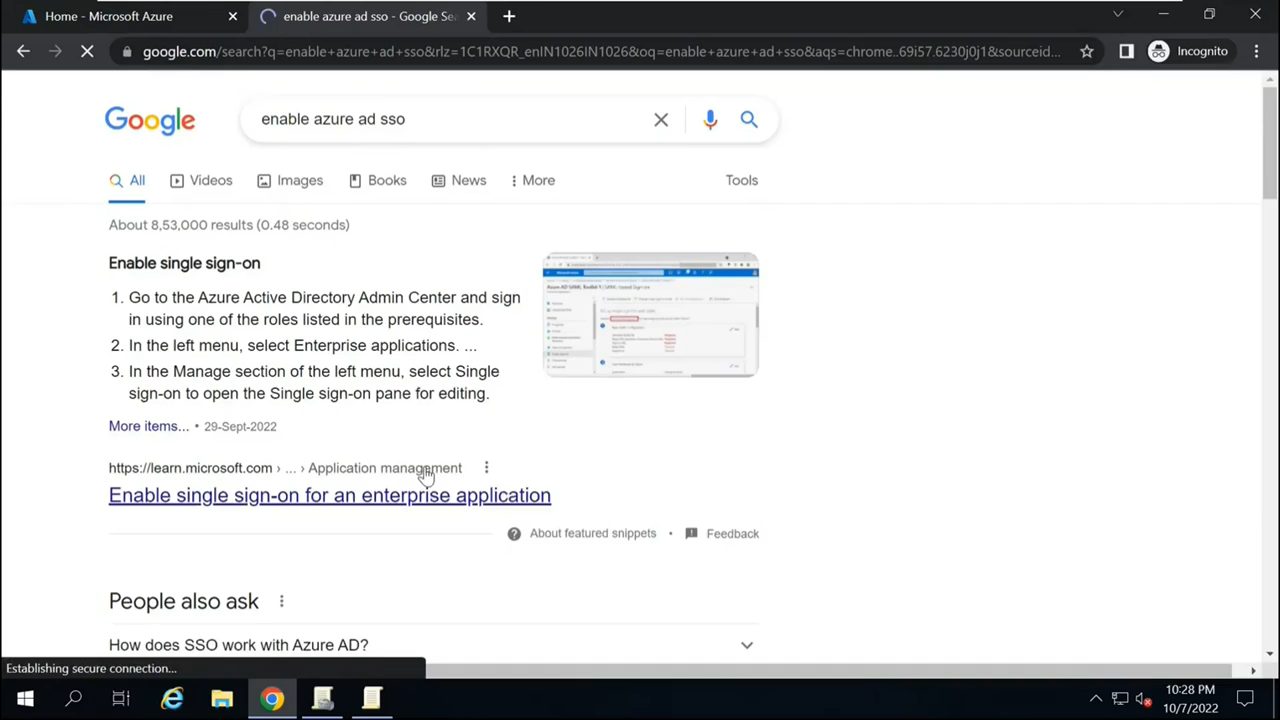 Home - Microsoft Azure
enable azure ad sso - Google Sea
google.com/search?q=enable+azure+ad+sso&rlz=1C1RXQR_enIN1026IN1026&oq=enable+azure+ad+sso&aqs=chrome..69i57.6230j0j1&sourceid...
Incognito
Google
enable azure ad sso
All
Videos
Images
Books
News
More
Tools
About 8,53,000 results (0.48 seconds)
Enable single sign-on
1. Go to the Azure Active Directory Admin Center and sign
in using one of the roles listed in the prerequisites.
2. In the left menu, select Enterprise applications. ...
3. In the Manage section of the left menu, select Single
sign-on to open the Single sign-on pane for editing.
More items... • 29-Sept-2022
https://learn.microsoft.com › ... › Application management
Enable single sign-on for an enterprise application
About featured snippets • Feedback
People also ask
How does SSO work with Azure AD?
Establishing secure connection...
10:28 PM
10/7/2022